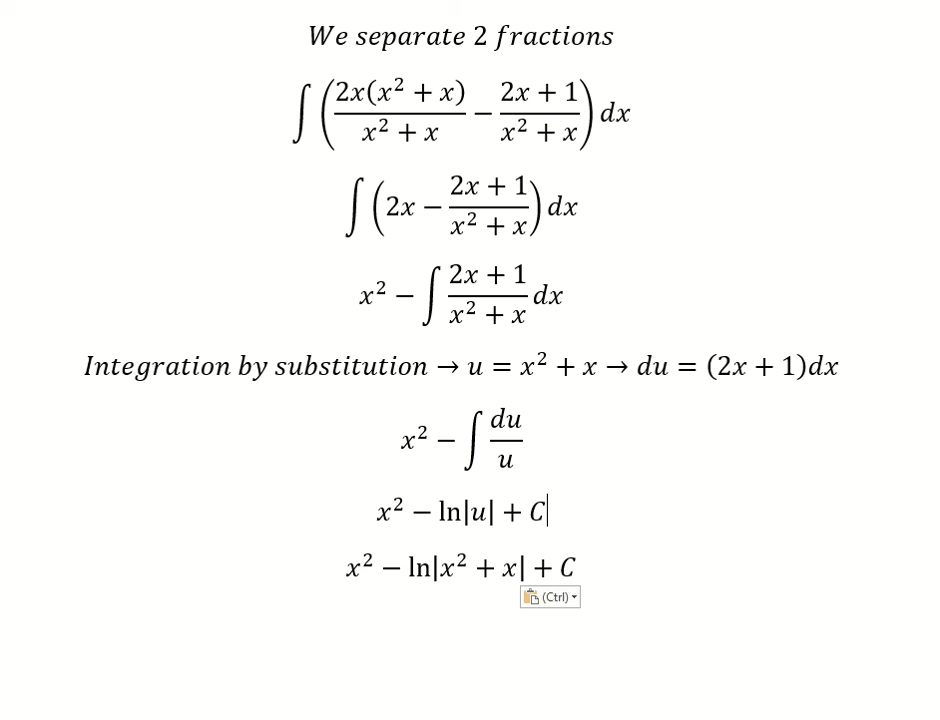 We separate 2 fractions
∫ (2x(x² + x)/(x² + x) − (2x + 1)/(x² + x)) dx
∫ (2x − (2x + 1)/(x² + x)) dx
x² − ∫ (2x + 1)/(x² + x) dx
Integration by substitution → u = x² + x → du = (2x + 1)dx
x² − ∫ du/u
x² − ln|u| + C
x² − ln|x² + x| + C
(Ctrl)